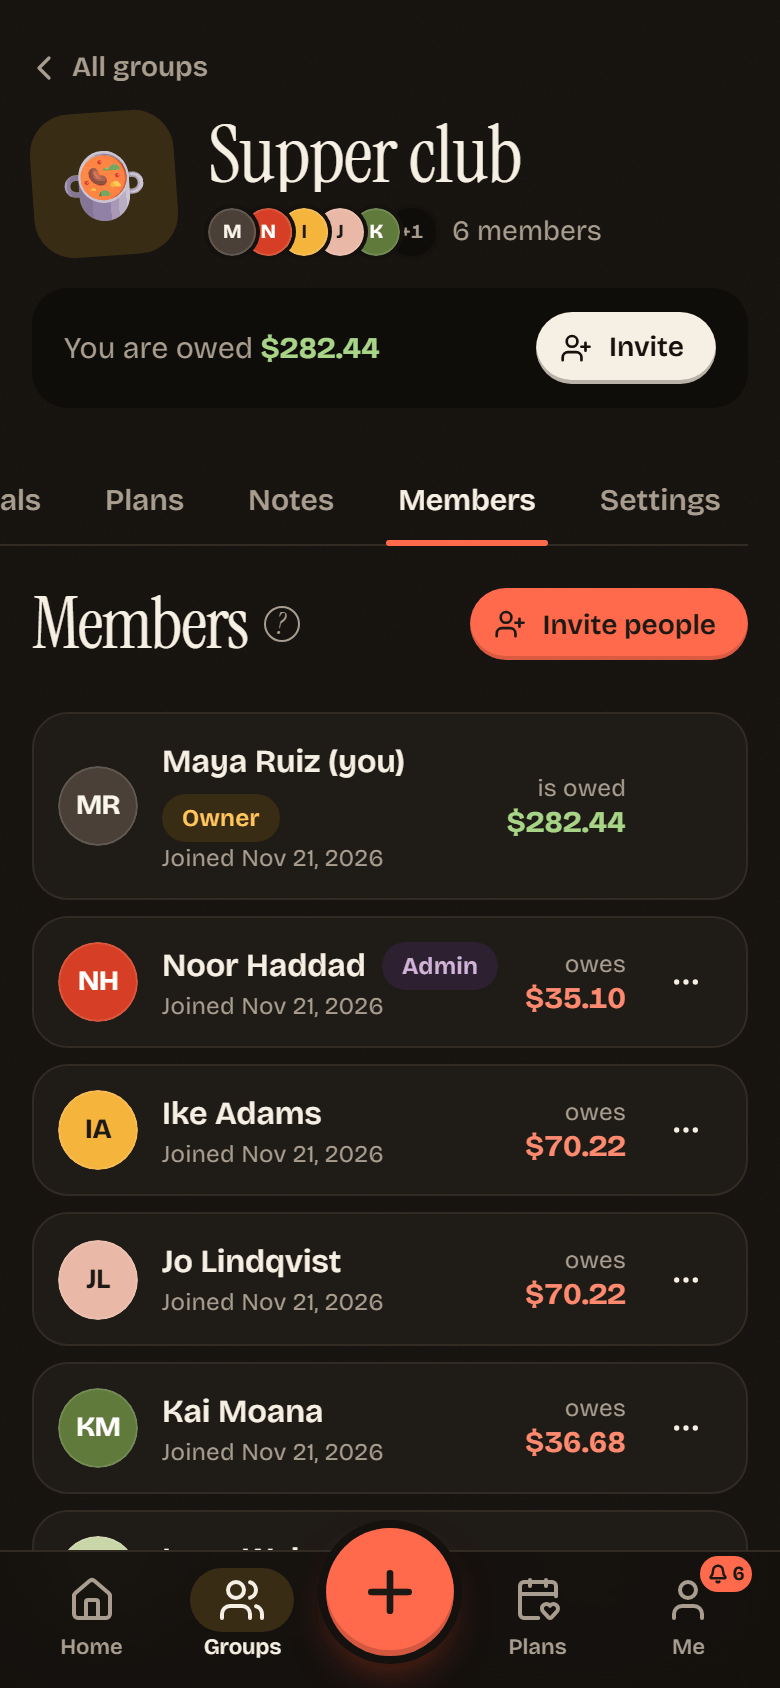 All groups
Supper club
M N I J K +1 6 members
You are owed $282.44
Invite
als Plans Notes Members Settings
Members ?
Invite people
MR
Maya Ruiz (you)
Owner
Joined Nov 21, 2026
is owed
$282.44
NH
Noor Haddad Admin
Joined Nov 21, 2026
owes
$35.10
IA
Ike Adams
Joined Nov 21, 2026
owes
$70.22
JL
Jo Lindqvist
Joined Nov 21, 2026
owes
$70.22
KM
Kai Moana
Joined Nov 21, 2026
owes
$36.68
6
Home Groups Plans Me